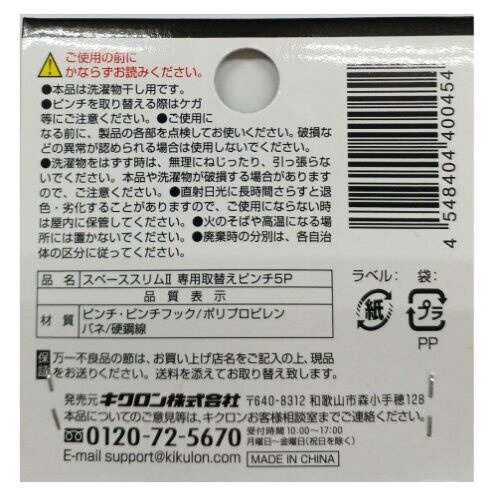 ご使用の前に
かならずお読みください。
●本品は洗濯物干し用です。
●ピンチを取り替える際はケガ
等にご注意ください。●ご使用に
なる前に、製品の各部を点検してお使いください。破損な
どの異常が認められる場合は使用しないでください。
●洗濯物をはずす時は、無理にねじったり、引っ張らな
いでください。本品や洗濯物が破損する場合があります
ので、ご注意ください。●直射日光に長時間さらすと退
色・劣化することがありますので、ご使用にならない時
は屋内に保管してください。●火のそばや高温になる場
所には置かないでください。●廃棄時の分別は、各自治
体の区分に従ってください。
4 548404 400454
品 名 スペーススリムⅡ 専用取替えピンチ5P
品 質 表 示
材 質 ピンチ・ピンチフック/ポリプロピレン
バネ/硬鋼線
ラベル: 袋:
紙 プラ
PP
保証 万一不良品の節は、お買い上げ店名をご記入の上、現品
をお送りください。送料を添えてお取り替え致します。
発売元 キクロン株式会社 〒640-8312 和歌山市森小手穂128
本品についてのご意見等は、キクロンお客様相談室までご連絡ください。
0120-72-5670 受付時間 10:00~17:00
月曜日~金曜日(祝日を除く)
E-mail support@kikulon.com MADE IN CHINA